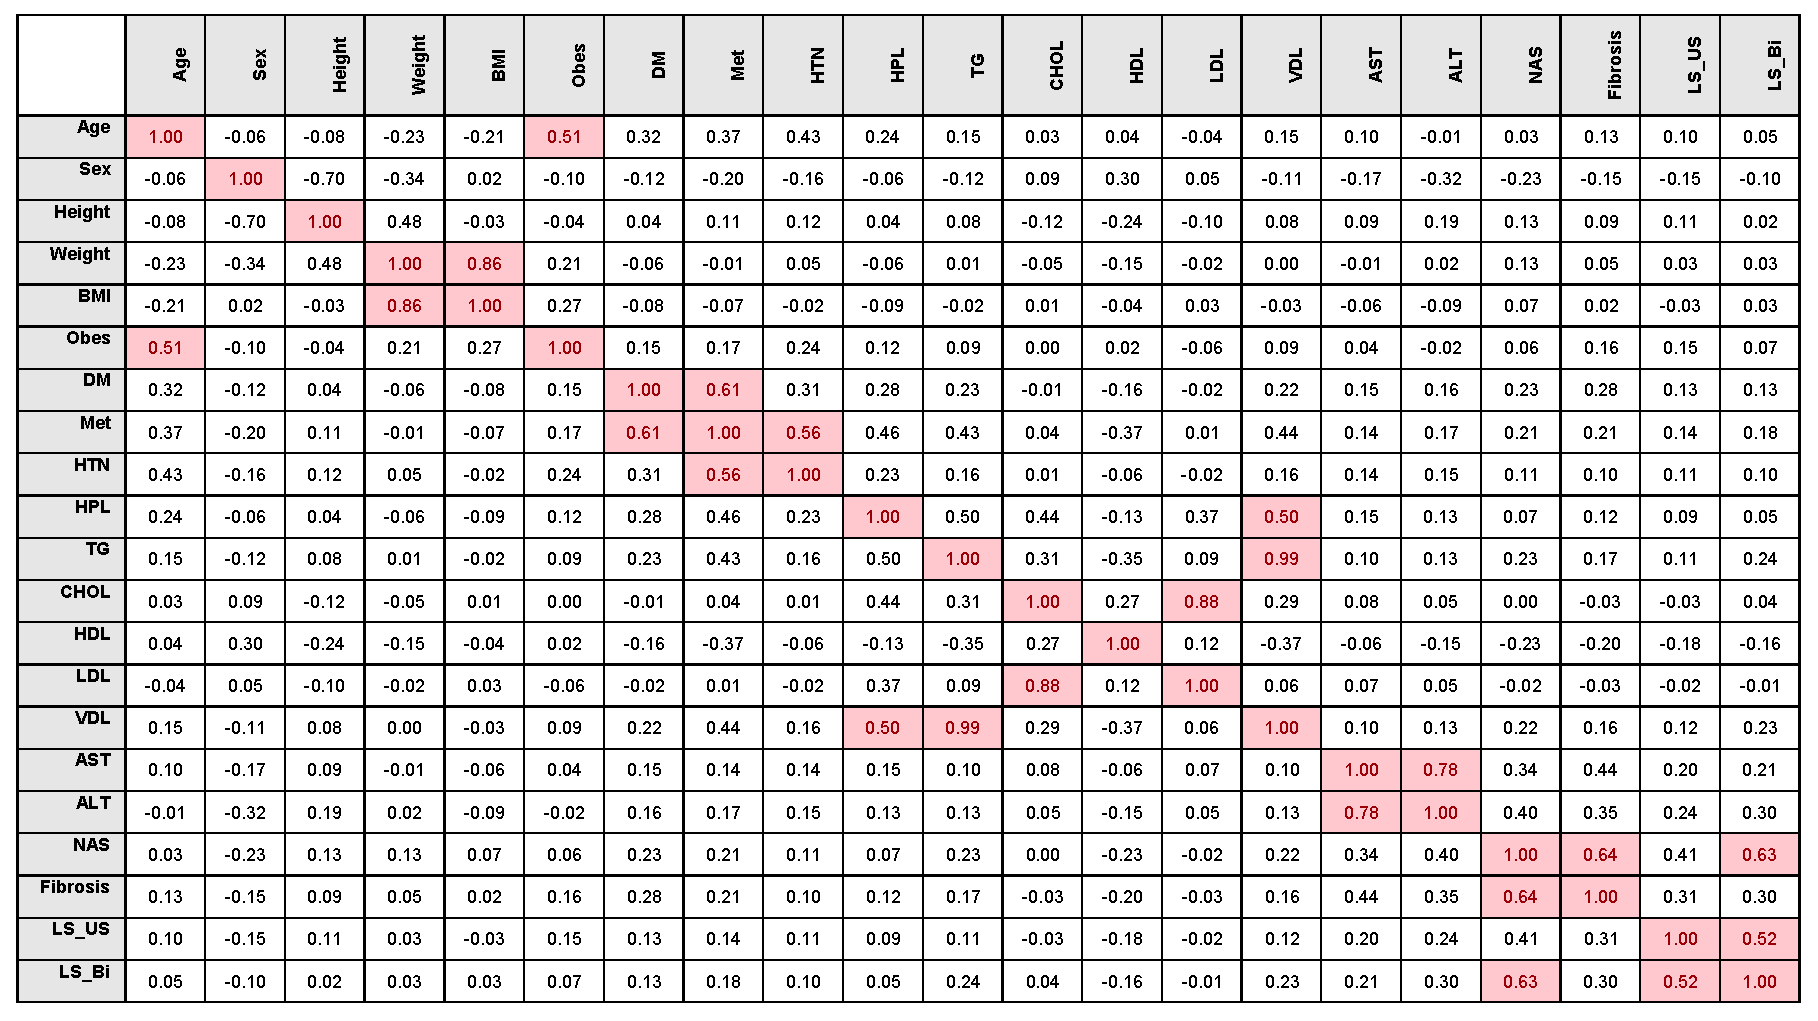 Age Sex Height Weight BMI Obes DM Met HTN HPL TG CHOL HDL LDL VDL AST ALT NAS Fibrosis LS_US LS_Bi
Age 1.00 -0.06 -0.08 -0.23 -0.21 0.51 0.32 0.37 0.43 0.24 0.15 0.03 0.04 -0.04 0.15 0.10 -0.01 0.03 0.13 0.10 0.05
Sex -0.06 1.00 -0.70 -0.34 0.02 -0.10 -0.12 -0.20 -0.16 -0.06 -0.12 0.09 0.30 0.05 -0.11 -0.17 -0.32 -0.23 -0.15 -0.15 -0.10
Height -0.08 -0.70 1.00 0.48 -0.03 -0.04 0.04 0.11 0.12 0.04 0.08 -0.12 -0.24 -0.10 0.08 0.09 0.19 0.13 0.09 0.11 0.02
Weight -0.23 -0.34 0.48 1.00 0.86 0.21 -0.06 -0.01 0.05 -0.06 0.01 -0.05 -0.15 -0.02 0.00 -0.01 0.02 0.13 0.05 0.03 0.03
BMI -0.21 0.02 -0.03 0.86 1.00 0.27 -0.08 -0.07 -0.02 -0.09 -0.02 0.01 -0.04 0.03 -0.03 -0.06 -0.09 0.07 0.02 -0.03 0.03
Obes 0.51 -0.10 -0.04 0.21 0.27 1.00 0.15 0.17 0.24 0.12 0.09 0.00 0.02 -0.06 0.09 0.04 -0.02 0.06 0.16 0.15 0.07
DM 0.32 -0.12 0.04 -0.06 -0.08 0.15 1.00 0.61 0.31 0.28 0.23 -0.01 -0.16 -0.02 0.22 0.15 0.16 0.23 0.28 0.13 0.13
Met 0.37 -0.20 0.11 -0.01 -0.07 0.17 0.61 1.00 0.56 0.46 0.43 0.04 -0.37 0.01 0.44 0.14 0.17 0.21 0.21 0.14 0.18
HTN 0.43 -0.16 0.12 0.05 -0.02 0.24 0.31 0.56 1.00 0.23 0.16 0.01 -0.06 -0.02 0.16 0.14 0.15 0.11 0.10 0.11 0.10
HPL 0.24 -0.06 0.04 -0.06 -0.09 0.12 0.28 0.46 0.23 1.00 0.50 0.44 -0.13 0.37 0.50 0.15 0.13 0.07 0.12 0.09 0.05
TG 0.15 -0.12 0.08 0.01 -0.02 0.09 0.23 0.43 0.16 0.50 1.00 0.31 -0.35 0.09 0.99 0.10 0.13 0.23 0.17 0.11 0.24
CHOL 0.03 0.09 -0.12 -0.05 0.01 0.00 -0.01 0.04 0.01 0.44 0.31 1.00 0.27 0.88 0.29 0.08 0.05 0.00 -0.03 -0.03 0.04
HDL 0.04 0.30 -0.24 -0.15 -0.04 0.02 -0.16 -0.37 -0.06 -0.13 -0.35 0.27 1.00 0.12 -0.37 -0.06 -0.15 -0.23 -0.20 -0.18 -0.16
LDL -0.04 0.05 -0.10 -0.02 0.03 -0.06 -0.02 0.01 -0.02 0.37 0.09 0.88 0.12 1.00 0.06 0.07 0.05 -0.02 -0.03 -0.02 -0.01
VDL 0.15 -0.11 0.08 0.00 -0.03 0.09 0.22 0.44 0.16 0.50 0.99 0.29 -0.37 0.06 1.00 0.10 0.13 0.22 0.16 0.12 0.23
AST 0.10 -0.17 0.09 -0.01 -0.06 0.04 0.15 0.14 0.14 0.15 0.10 0.08 -0.06 0.07 0.10 1.00 0.78 0.34 0.44 0.20 0.21
ALT -0.01 -0.32 0.19 0.02 -0.09 -0.02 0.16 0.17 0.15 0.13 0.13 0.05 -0.15 0.05 0.13 0.78 1.00 0.40 0.35 0.24 0.30
NAS 0.03 -0.23 0.13 0.13 0.07 0.06 0.23 0.21 0.11 0.07 0.23 0.00 -0.23 -0.02 0.22 0.34 0.40 1.00 0.64 0.41 0.63
Fibrosis 0.13 -0.15 0.09 0.05 0.02 0.16 0.28 0.21 0.10 0.12 0.17 -0.03 -0.20 -0.03 0.16 0.44 0.35 0.64 1.00 0.31 0.30
LS_US 0.10 -0.15 0.11 0.03 -0.03 0.15 0.13 0.14 0.11 0.09 0.11 -0.03 -0.18 -0.02 0.12 0.20 0.24 0.41 0.31 1.00 0.52
LS_Bi 0.05 -0.10 0.02 0.03 0.03 0.07 0.13 0.18 0.10 0.05 0.24 0.04 -0.16 -0.01 0.23 0.21 0.30 0.63 0.30 0.52 1.00